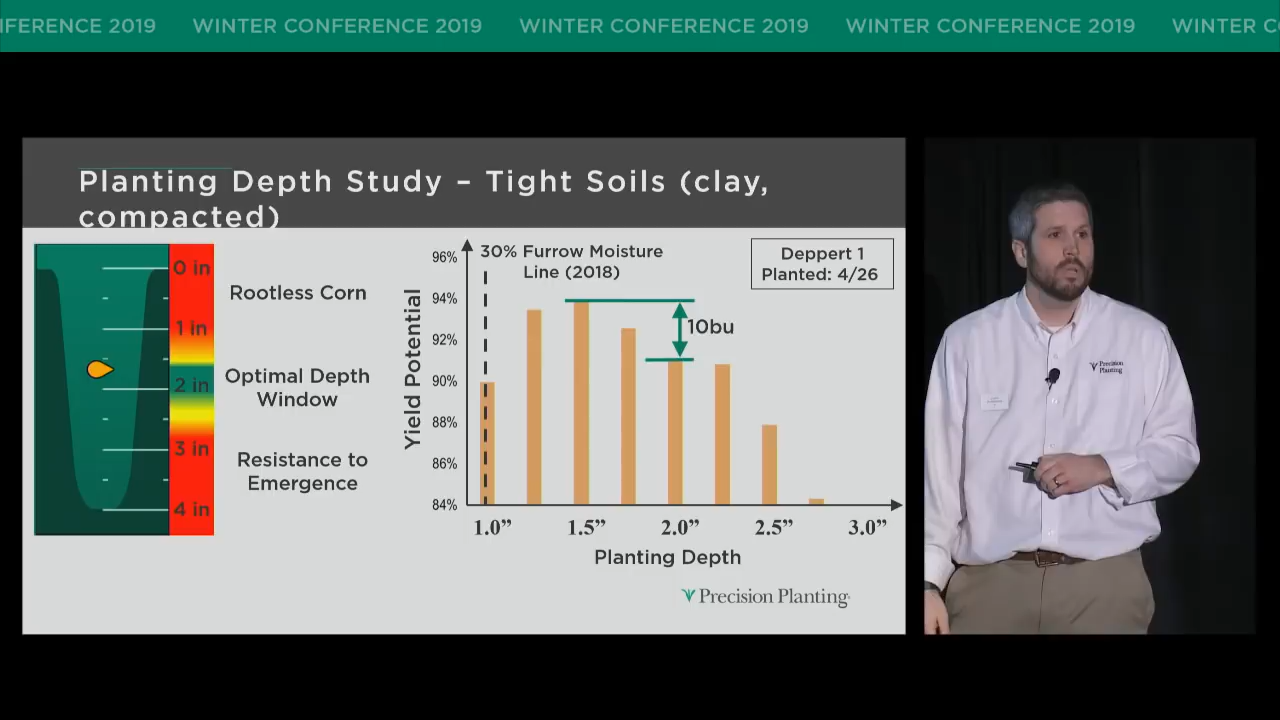 FERENCE 2019 WINTER CONFERENCE 2019 WINTER CONFERENCE 2019 WINTER CONFERENCE 2019 WINTER C
Planting Depth Study – Tight Soils (clay,
compacted)
0 in
1 in
2 in
3 in
4 in
Rootless Corn
Optimal Depth
Window
Resistance to
Emergence
30% Furrow Moisture
Line (2018)
Deppert 1
Planted: 4/26
Yield Potential
96%
94%
92%
90%
88%
86%
84%
10bu
1.0” 1.5” 2.0” 2.5” 3.0”
Planting Depth
Precision Planting
Precision
Planting